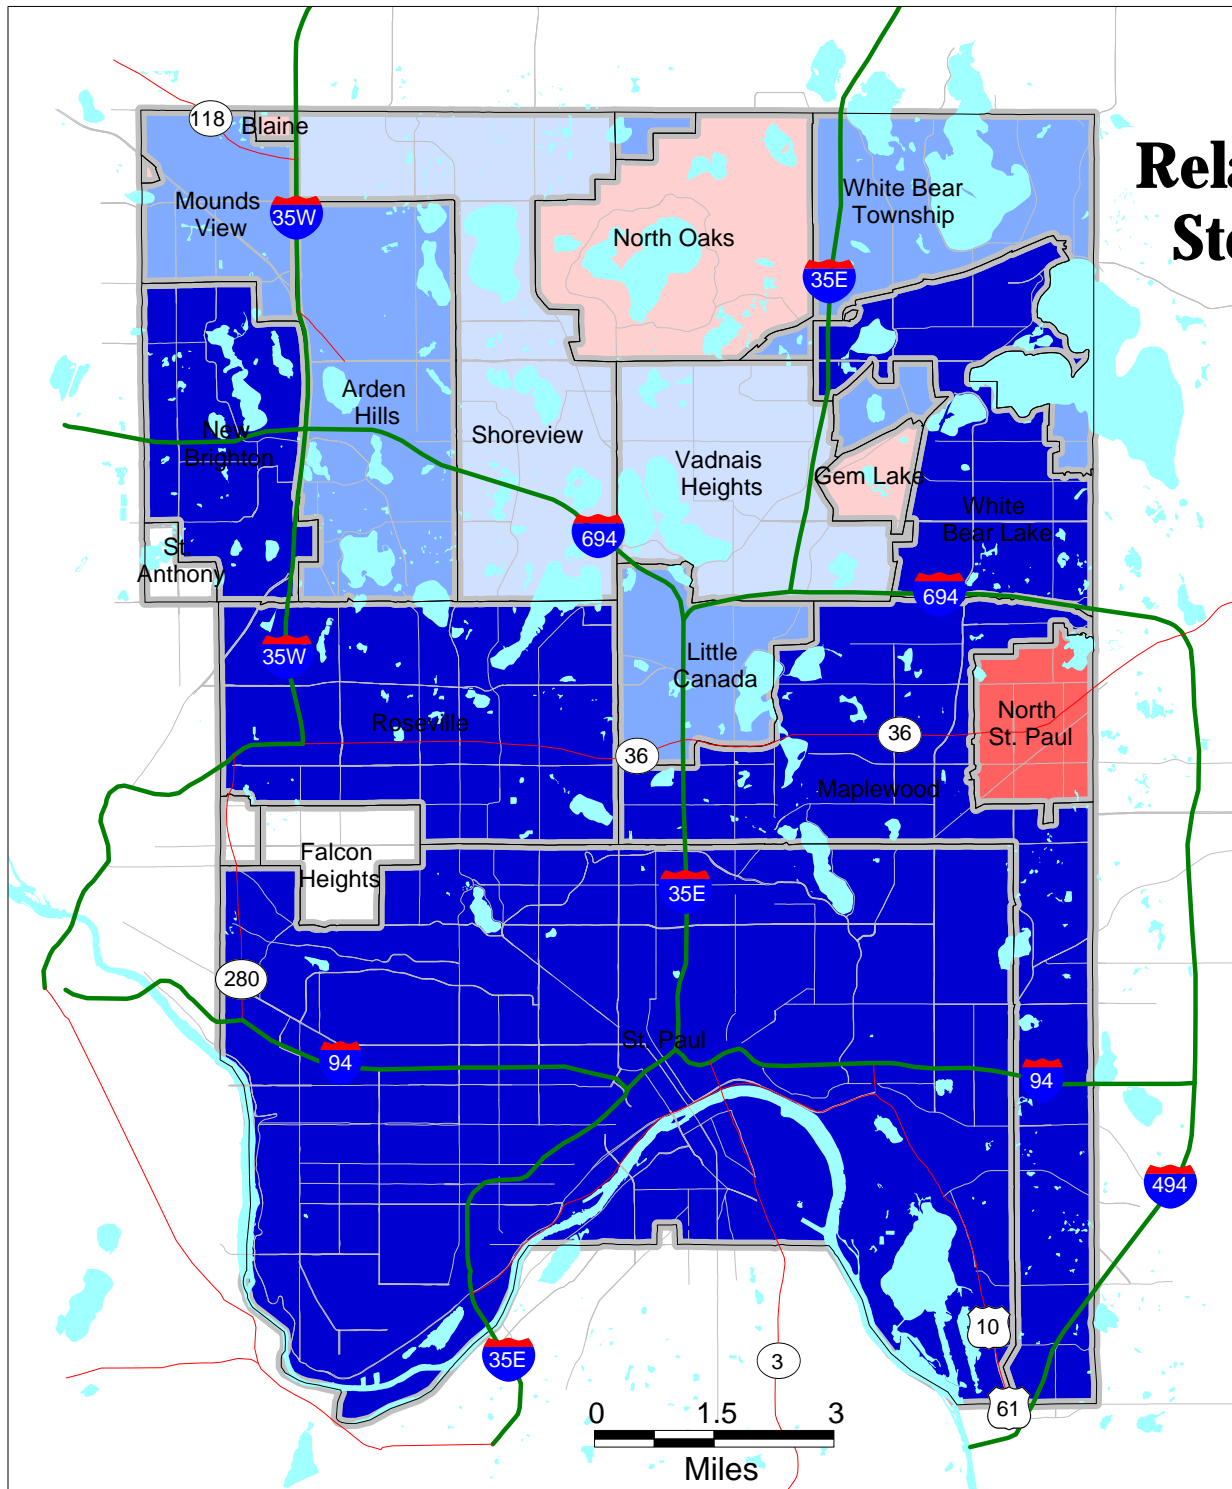 118
Blaine
Rela
Sto
Mounds
View
35W
White Bear
Township
North Oaks
35E
Arden
Hills
New
Brighton
Shoreview
Vadnais
Heights
Gem Lake
White
Bear Lake
694
St.
Anthony
694
35W
Little
Canada
Roseville
North
St. Paul
36
36
Maplewood
Falcon
Heights
35E
280
St. Paul
94
94
494
10
35E
3
61
0 1.5 3
Miles